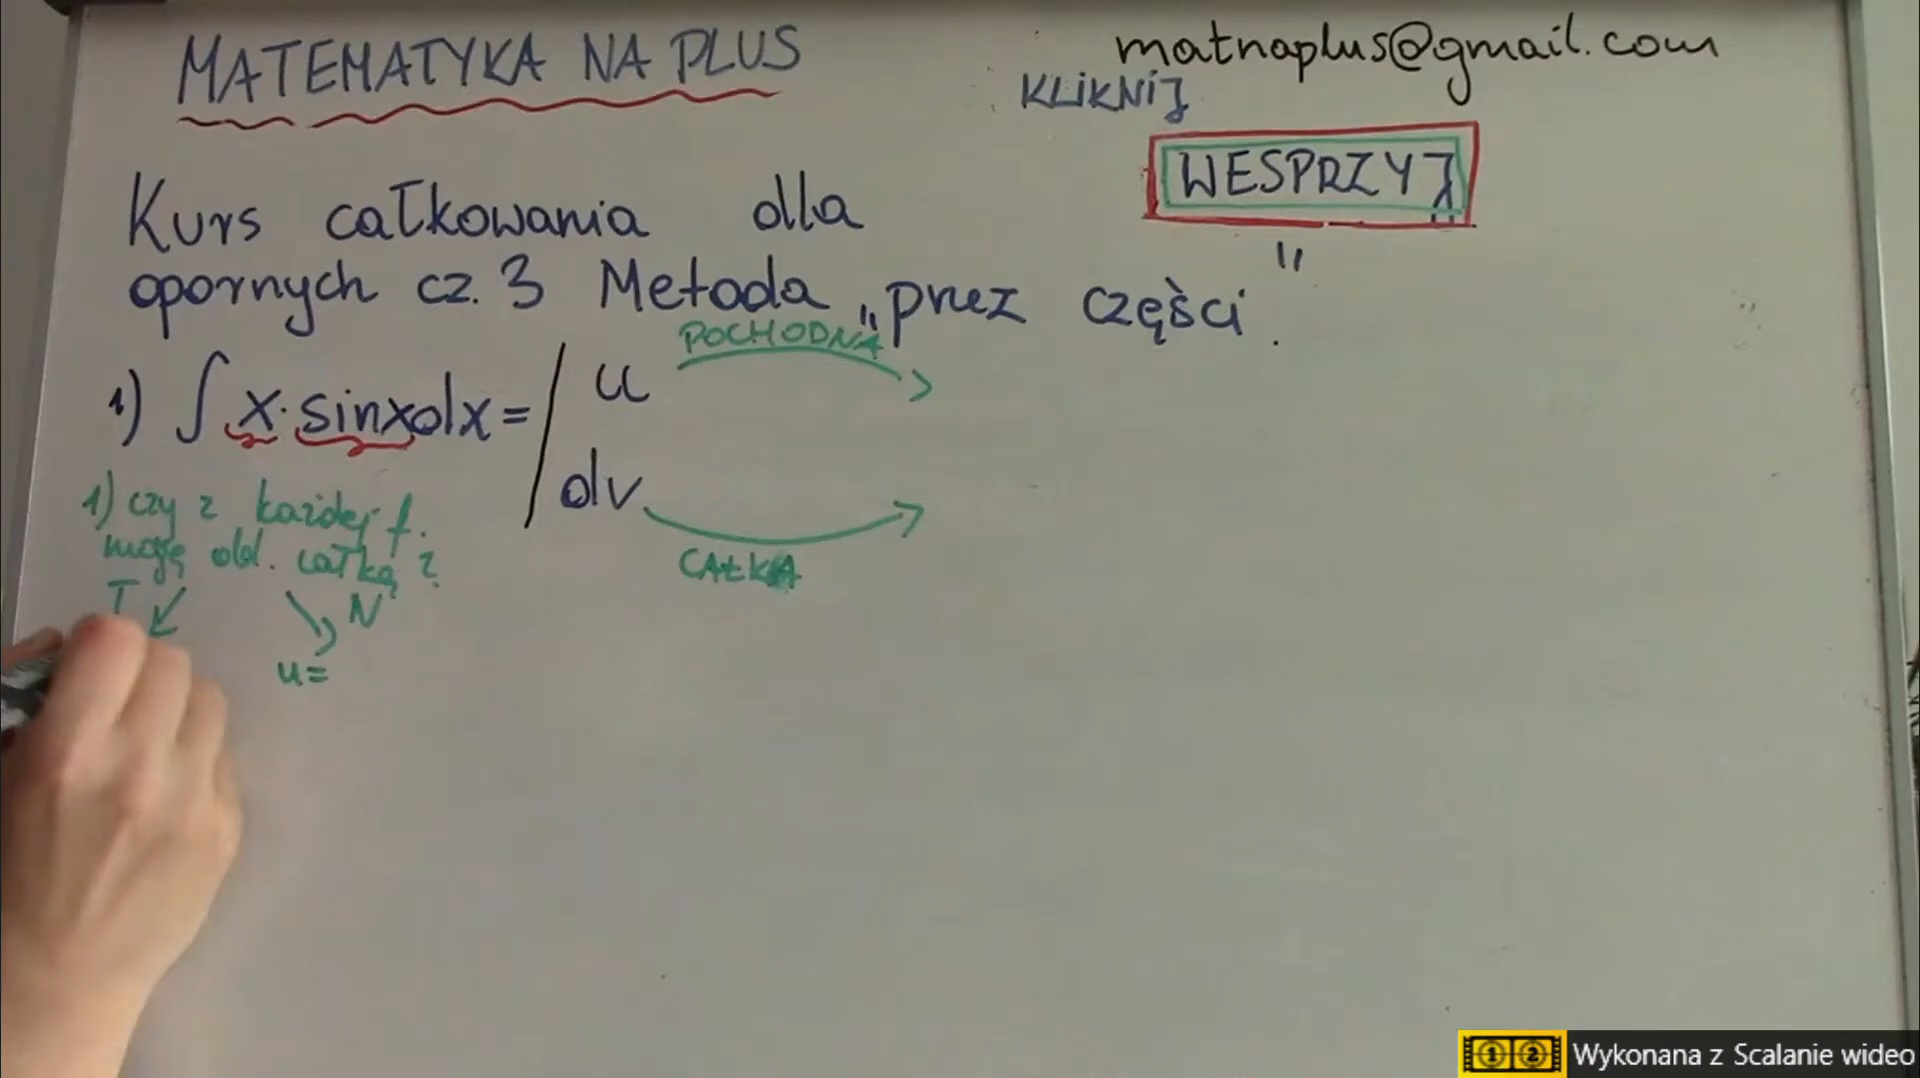 MATEMATYKA NA PLUS
matnaplus@gmail.com
KLIKNIJ
WESPRZYJ
Kurs całkowania dla
opornych cz. 3 Metoda „przez części”.
POCHODNA
1) ∫ x·sinxdx = | u
dv
CAŁKA
1) czy z każdej f.
mogę obl. całkę?
T
N
u=
Wykonana z Scalanie wideo